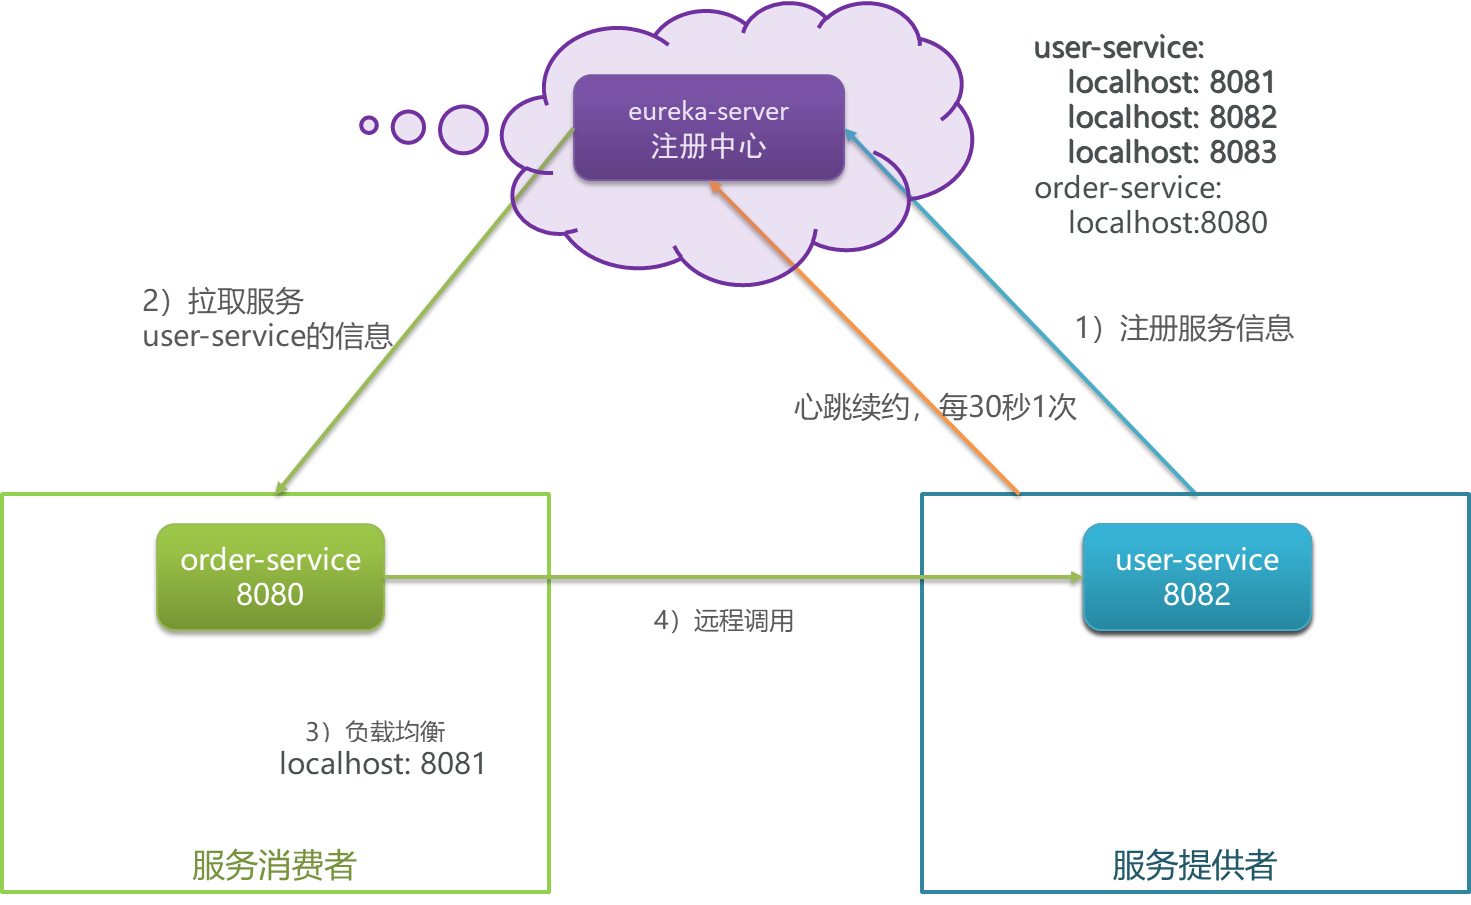 eureka-server
注册中心
user-service:
localhost: 8081
localhost: 8082
localhost: 8083
order-service:
localhost:8080
2）拉取服务
user-service的信息
1）注册服务信息
心跳续约，每30秒1次
order-service
8080
user-service
8082
4）远程调用
3）负载均衡
localhost: 8081
服务消费者
服务提供者